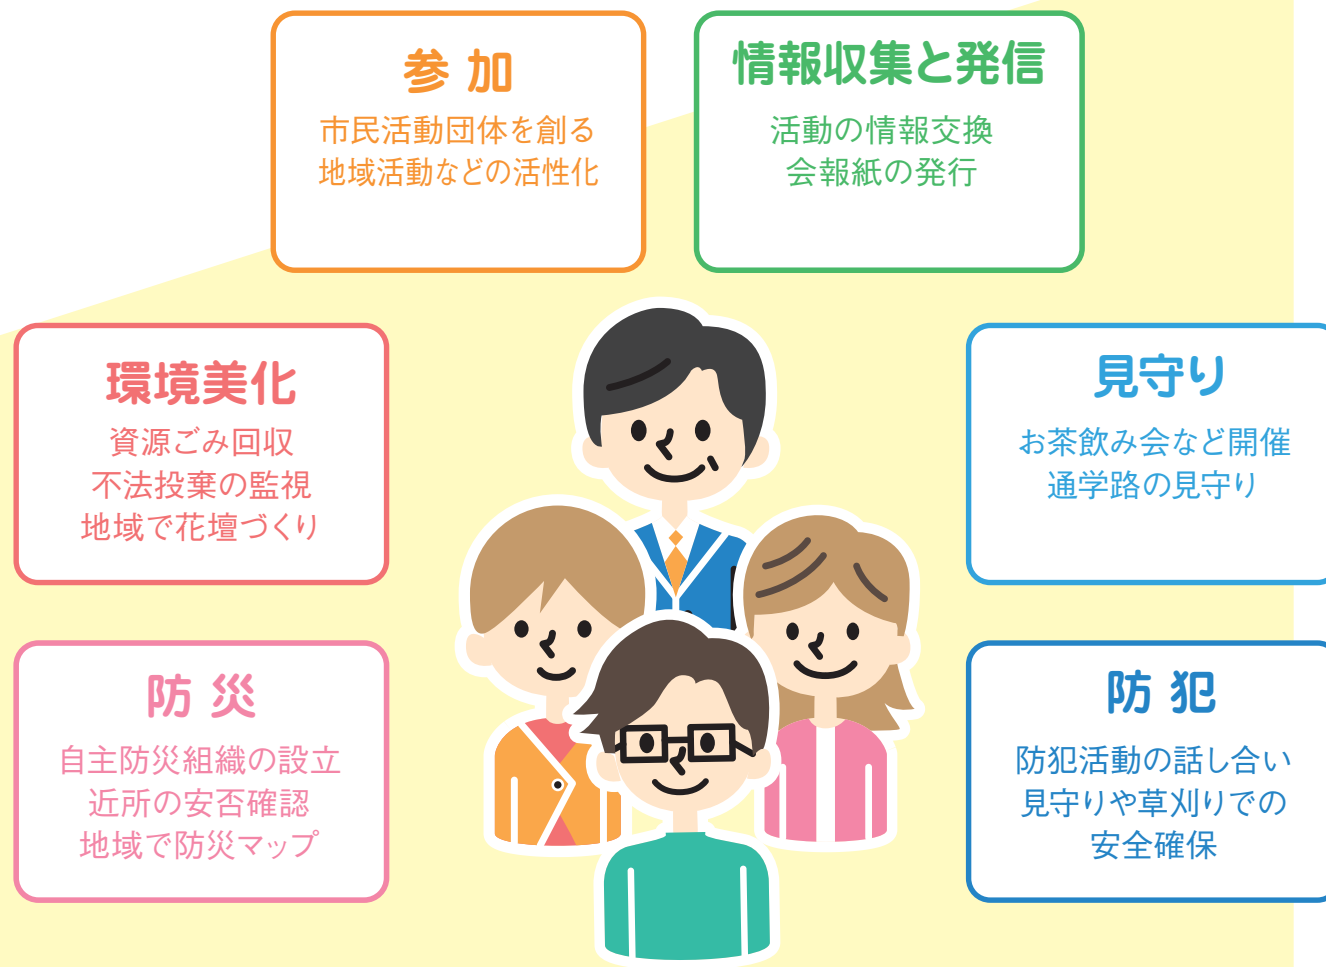 参加
市民活動団体を創る
地域活動などの活性化
情報収集と発信
活動の情報交換
会報紙の発行
環境美化
資源ごみ回収
不法投棄の監視
地域で花壇づくり
見守り
お茶飲み会など開催
通学路の見守り
防災
自主防災組織の設立
近所の安否確認
地域で防災マップ
防犯
防犯活動の話し合い
見守りや草刈りでの
安全確保